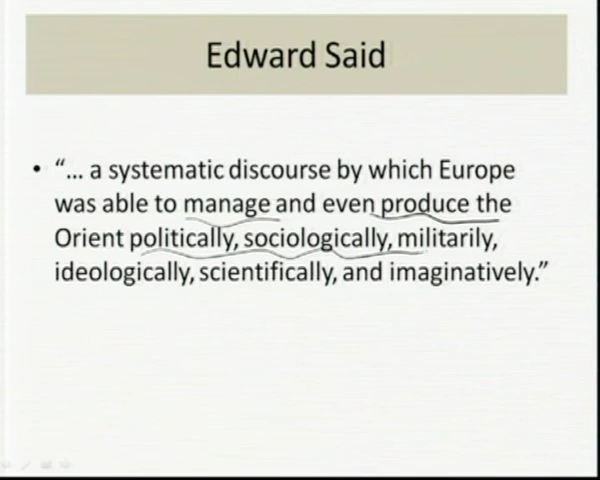 Edward Said
• “... a systematic discourse by which Europe
was able to manage and even produce the
Orient politically, sociologically, militarily,
ideologically, scientifically, and imaginatively.”